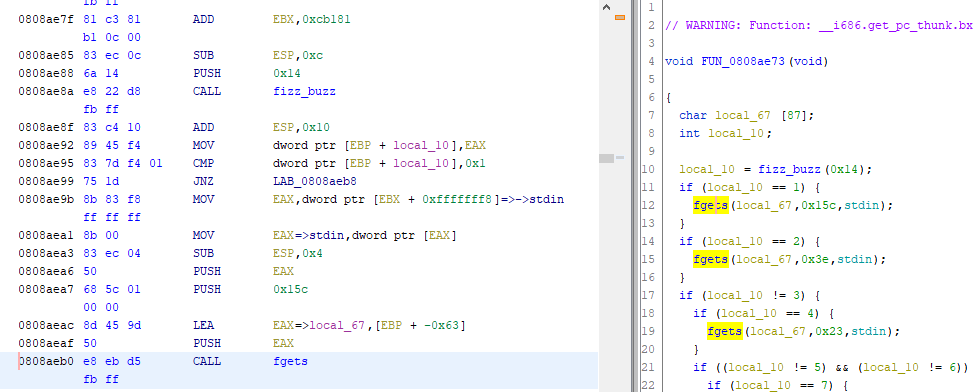 fb ff
0808ae7f 81 c3 81 ADD EBX,0xcb181
b1 0c 00
0808ae85 83 ec 0c SUB ESP,0xc
0808ae88 6a 14 PUSH 0x14
0808ae8a e8 22 d8 CALL fizz_buzz
fb ff
0808ae8f 83 c4 10 ADD ESP,0x10
0808ae92 89 45 f4 MOV dword ptr [EBP + local_10],EAX
0808ae95 83 7d f4 01 CMP dword ptr [EBP + local_10],0x1
0808ae99 75 1d JNZ LAB_0808aeb8
0808ae9b 8b 83 f8 MOV EAX,dword ptr [EBX + 0xfffffff8]=>->stdin
ff ff ff
0808aea1 8b 00 MOV EAX=>stdin,dword ptr [EAX]
0808aea3 83 ec 04 SUB ESP,0x4
0808aea6 50 PUSH EAX
0808aea7 68 5c 01 PUSH 0x15c
00 00
0808aeac 8d 45 9d LEA EAX=>local_67,[EBP + -0x63]
0808aeaf 50 PUSH EAX
0808aeb0 e8 eb d5 CALL fgets
fb ff
1
2 // WARNING: Function: __i686.get_pc_thunk.bx
3
4 void FUN_0808ae73(void)
5
6 {
7 char local_67 [87];
8 int local_10;
9
10 local_10 = fizz_buzz(0x14);
11 if (local_10 == 1) {
12 fgets(local_67,0x15c,stdin);
13 }
14 if (local_10 == 2) {
15 fgets(local_67,0x3e,stdin);
16 }
17 if (local_10 != 3) {
18 if (local_10 == 4) {
19 fgets(local_67,0x23,stdin);
20 }
21 if ((local_10 != 5) && (local_10 != 6))
22 if (local_10 == 7) {